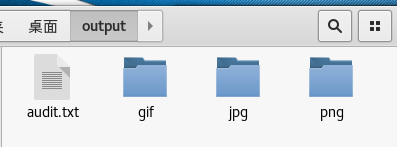 桌面 output
audit.txt gif jpg png